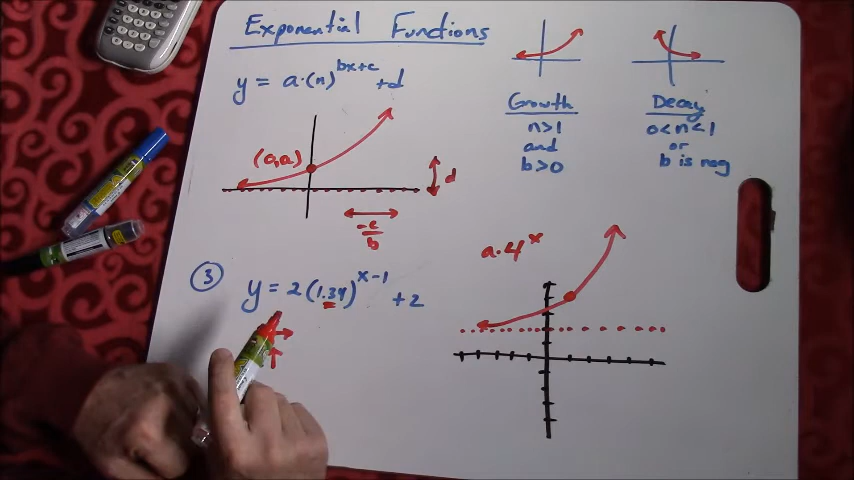 Exponential Functions
y = a·(n)^(bx+c) + d
(0,a)
d
-c/b
Growth
n>1
and
b>0
Decay
0<n<1
or
b is neg
③ y = 2(1.34)^(x-1) + 2
a·4^x